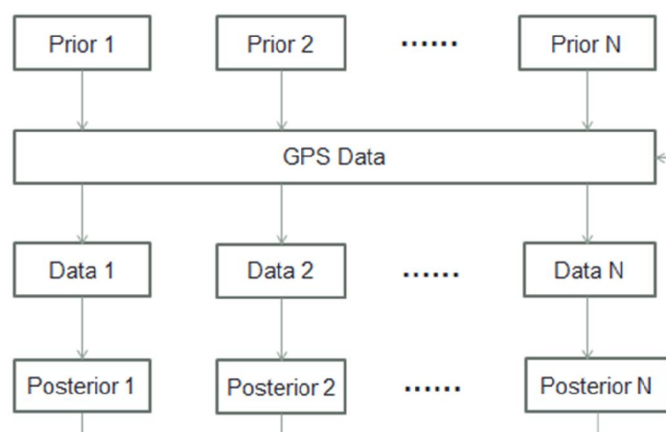 Prior 1 Prior 2 ...... Prior N
GPS Data
Data 1 Data 2 ...... Data N
Posterior 1 Posterior 2 ...... Posterior N